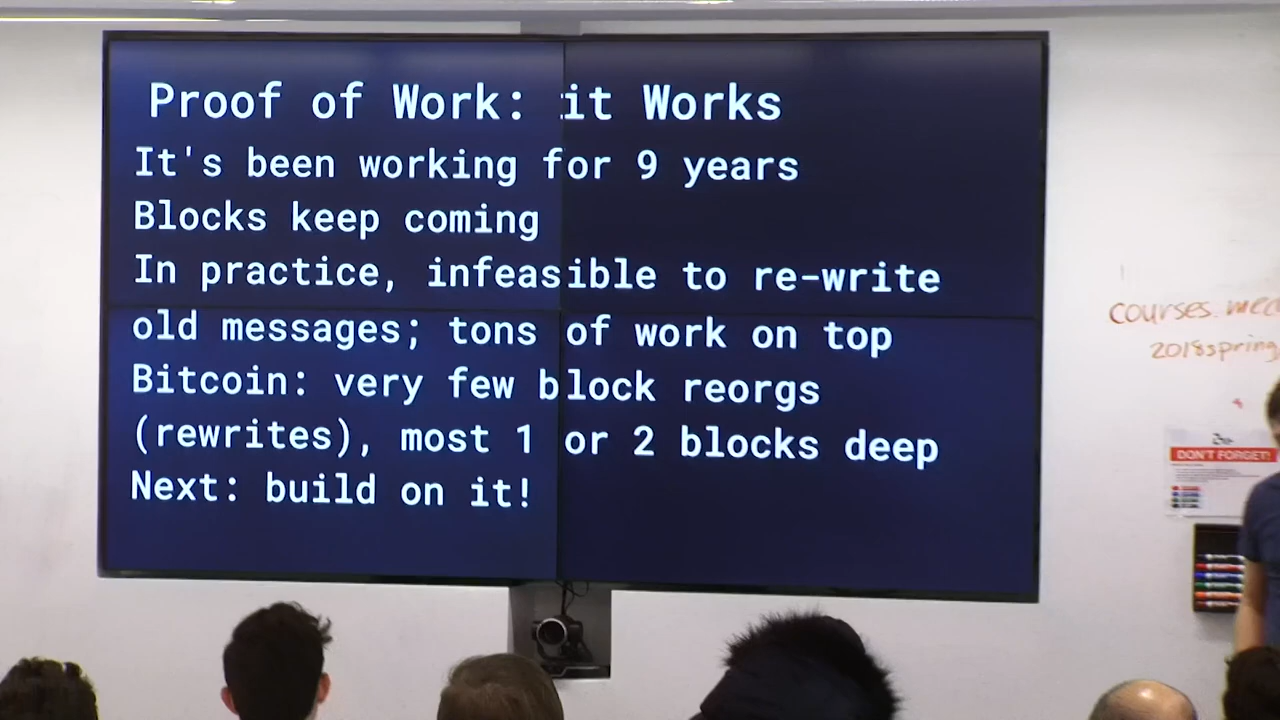 Proof of Work: it Works
It's been working for 9 years
Blocks keep coming
In practice, infeasible to re-write
old messages; tons of work on top
Bitcoin: very few block reorgs
(rewrites), most 1 or 2 blocks deep
Next: build on it!
courses.
2018spring
DON'T FORGET!